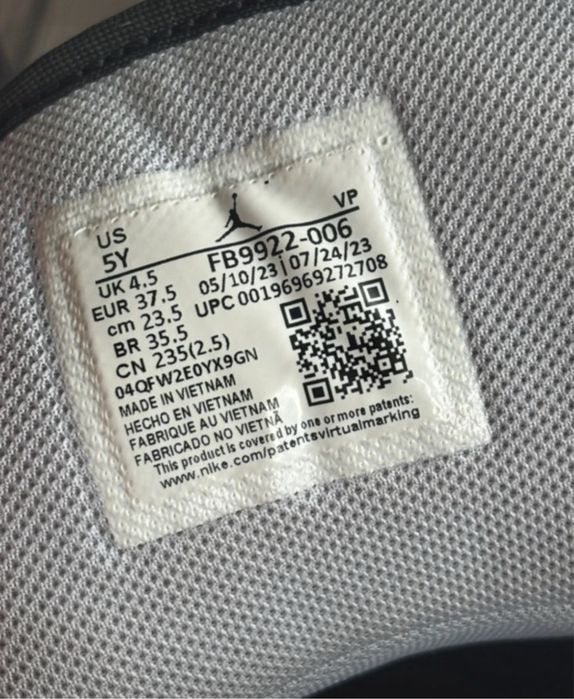 US
5Y
VP
UK 4.5
FB9922-006
EUR 37.5
05/10/23 | 07/24/23
cm 23.5
UPC 00196969272708
BR 35.5
CN 235(2.5)
04QFW2E0YX9GN
MADE IN VIETNAM
HECHO EN VIETNAM
FABRIQUE AU VIETNAM
FABRICADO NO VIETNÃ
This product is covered by one or more patents:
www.nike.com/patentsvirtualmarking